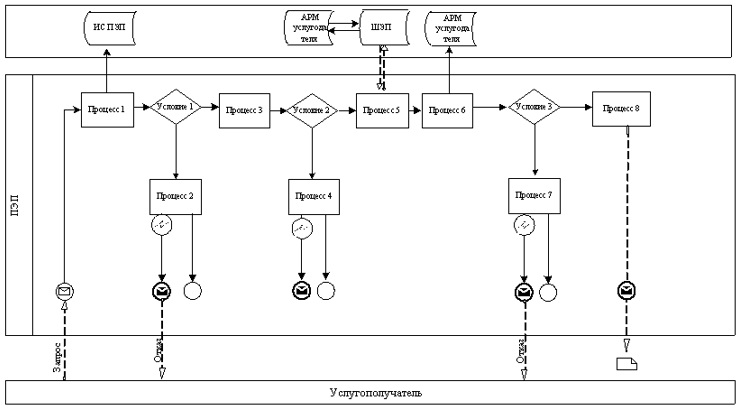 ИС ПЭП
АРМ
услугода
теля
ШЭП
АРМ
услугода
теля
ПЭП
Процесс 1
Условие 1
Процесс 3
Условие 2
Процесс 5
Процесс 6
Условие 3
Процесс 8
Процесс 2
Процесс 4
Процесс 7
Запрос
Отказ
Отказ
Услугополучатель